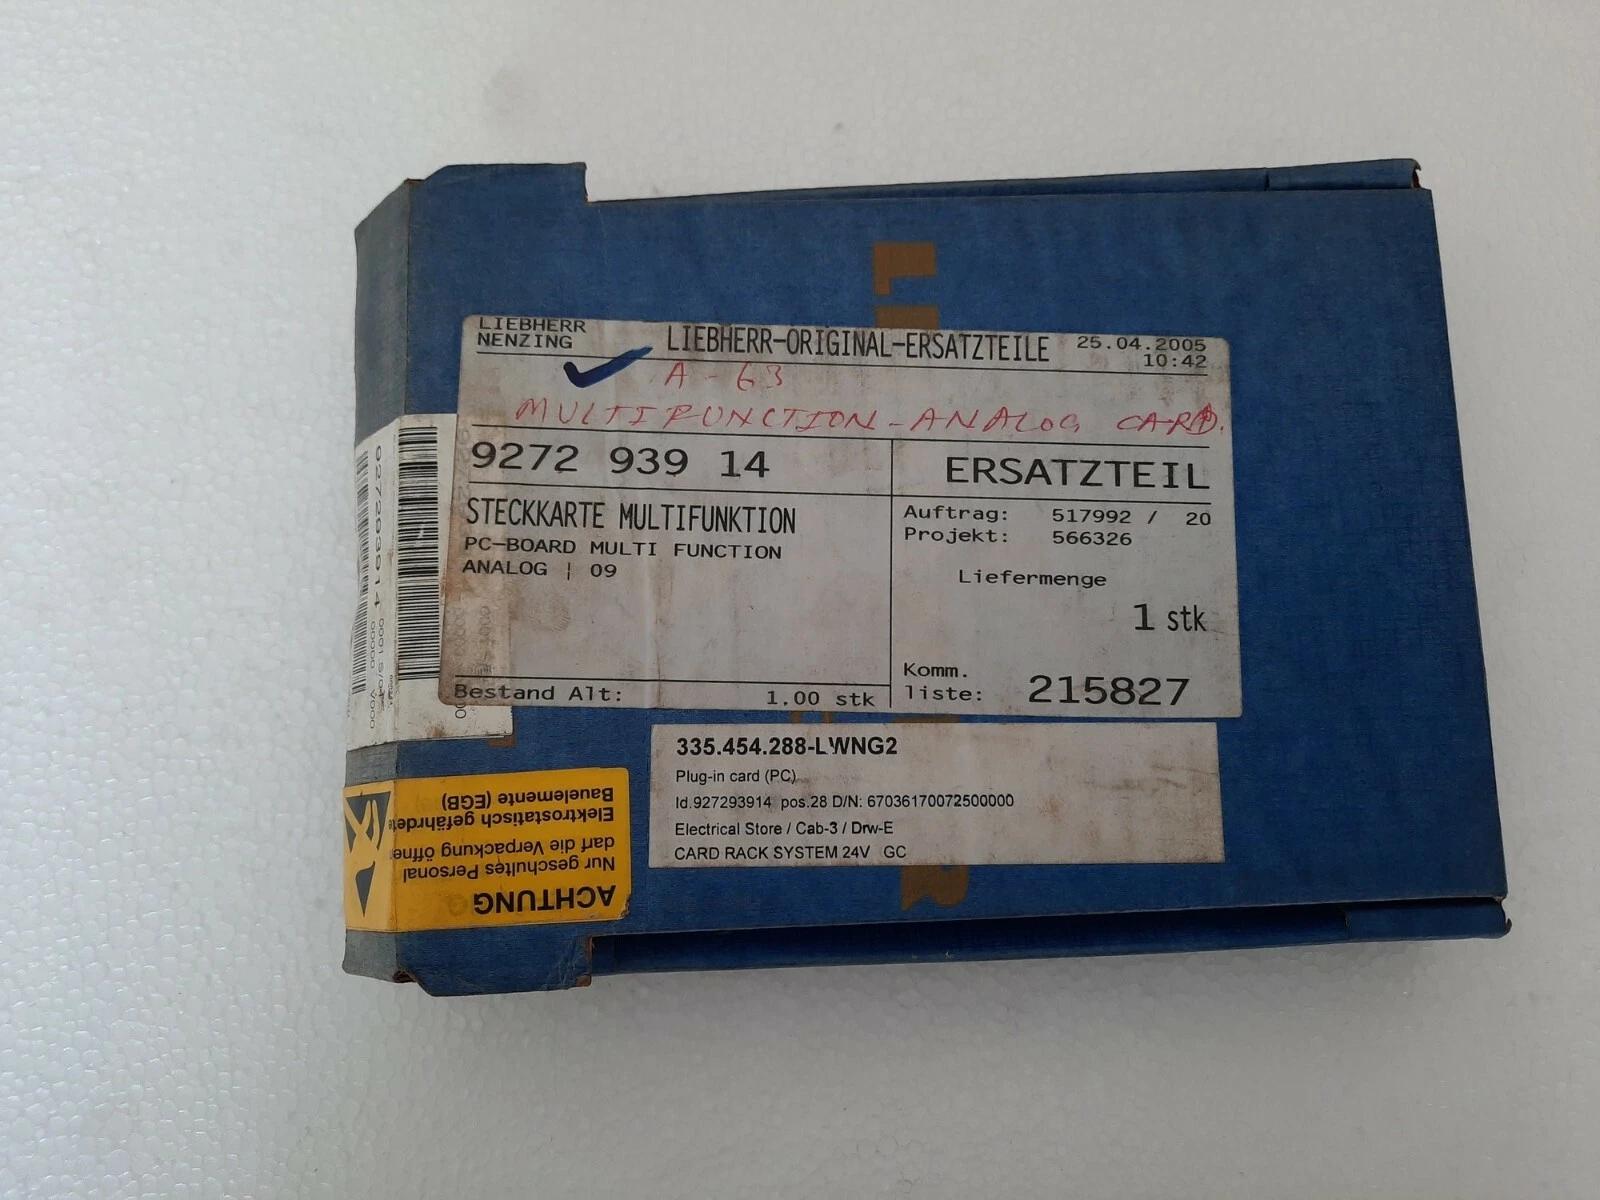 LIEBHERR
NENZING
LIEBHERR-ORIGINAL-ERSATZTEILE
25.04.2005
10:42
A - 63
MULTIFUNCTION - ANALOG CARD.
9272 939 14
ERSATZTEIL
STECKKARTE MULTIFUNKTION
PC-BOARD MULTI FUNCTION
ANALOG | 09
Auftrag: 517992 / 20
Projekt: 566326
Liefermenge
1 stk
Bestand Alt: 1.00 stk
Komm.
liste: 215827
335.454.288-LWNG2
Plug-in card (PC)
Id.927293914 pos.28 D/N: 67036170072500000
Electrical Store / Cab-3 / Drw-E
CARD RACK SYSTEM 24V GC
927293914
ACHTUNG
Nur geschultes Personal
darf die Verpackung öffnen
Elektrostatisch gefährdete
Bauelemente (EGB)